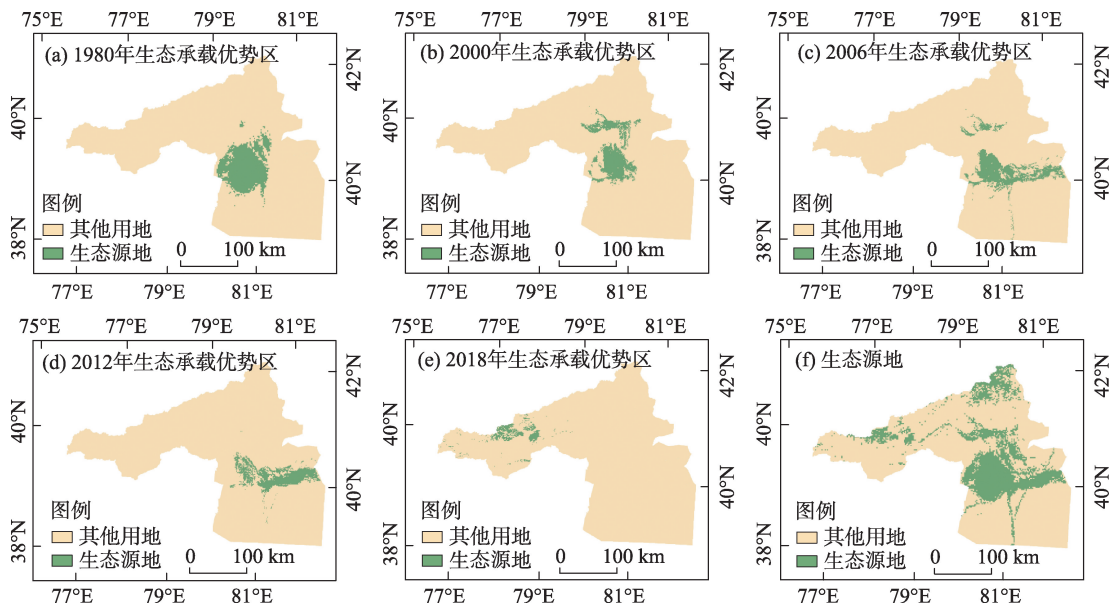 75°E 77°E 79°E 81°E
(a) 1980年生态承载优势区
42°N
40°N
40°N
38°N
图例
其他用地
生态源地
0 100 km
77°E 79°E 81°E
75°E 77°E 79°E 81°E
(b) 2000年生态承载优势区
42°N
40°N
40°N
38°N
图例
其他用地
生态源地
0 100 km
77°E 79°E 81°E
75°E 77°E 79°E 81°E
(c) 2006年生态承载优势区
42°N
40°N
40°N
38°N
图例
其他用地
生态源地
0 100 km
77°E 79°E 81°E
75°E 77°E 79°E 81°E
(d) 2012年生态承载优势区
42°N
40°N
40°N
38°N
图例
其他用地
生态源地
0 100 km
77°E 79°E 81°E
75°E 77°E 79°E 81°E
(e) 2018年生态承载优势区
42°N
40°N
40°N
38°N
图例
其他用地
生态源地
0 100 km
77°E 79°E 81°E
75°E 77°E 79°E 81°E
(f) 生态源地
42°N
40°N
40°N
38°N
图例
其他用地
生态源地
0 100 km
77°E 79°E 81°E